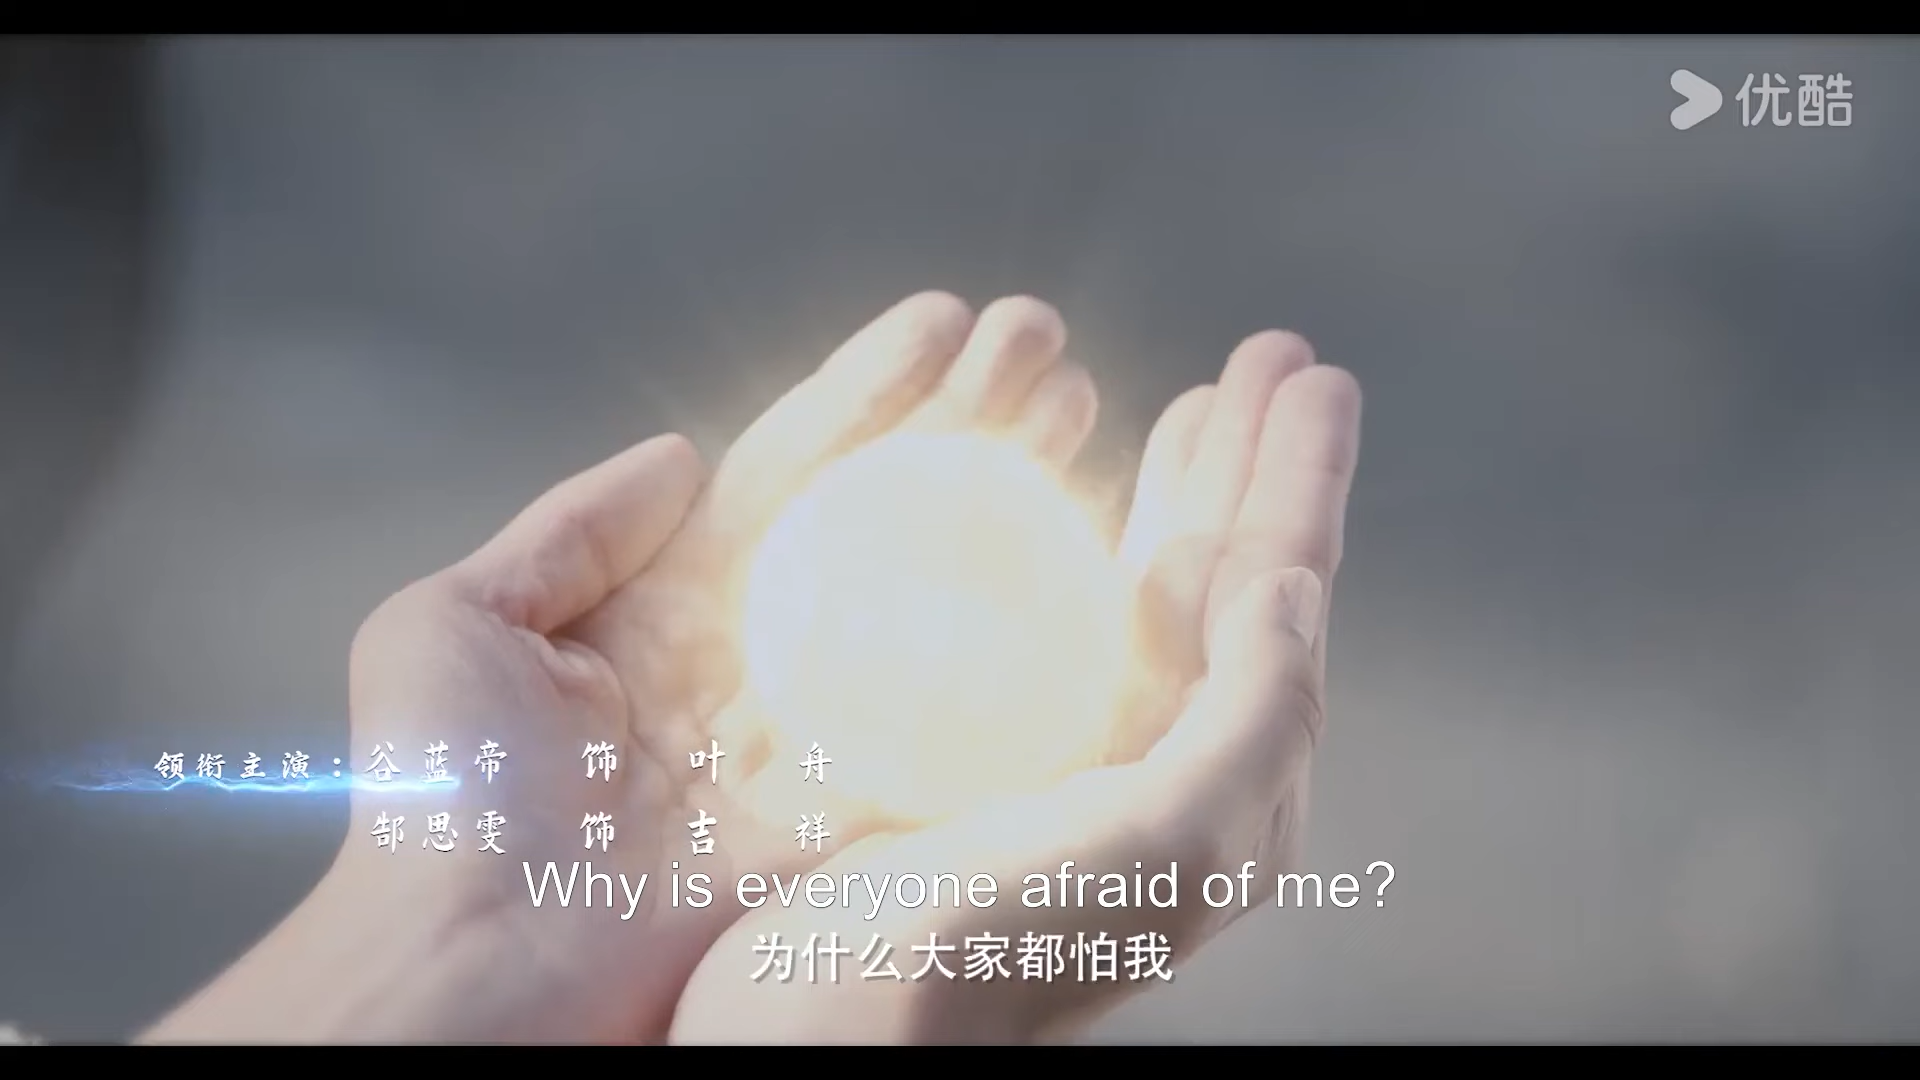 优酷
领衔主演：谷蓝帝 饰 叶 舟
郜思雯 饰 吉 祥
Why is everyone afraid of me?
为什么大家都怕我